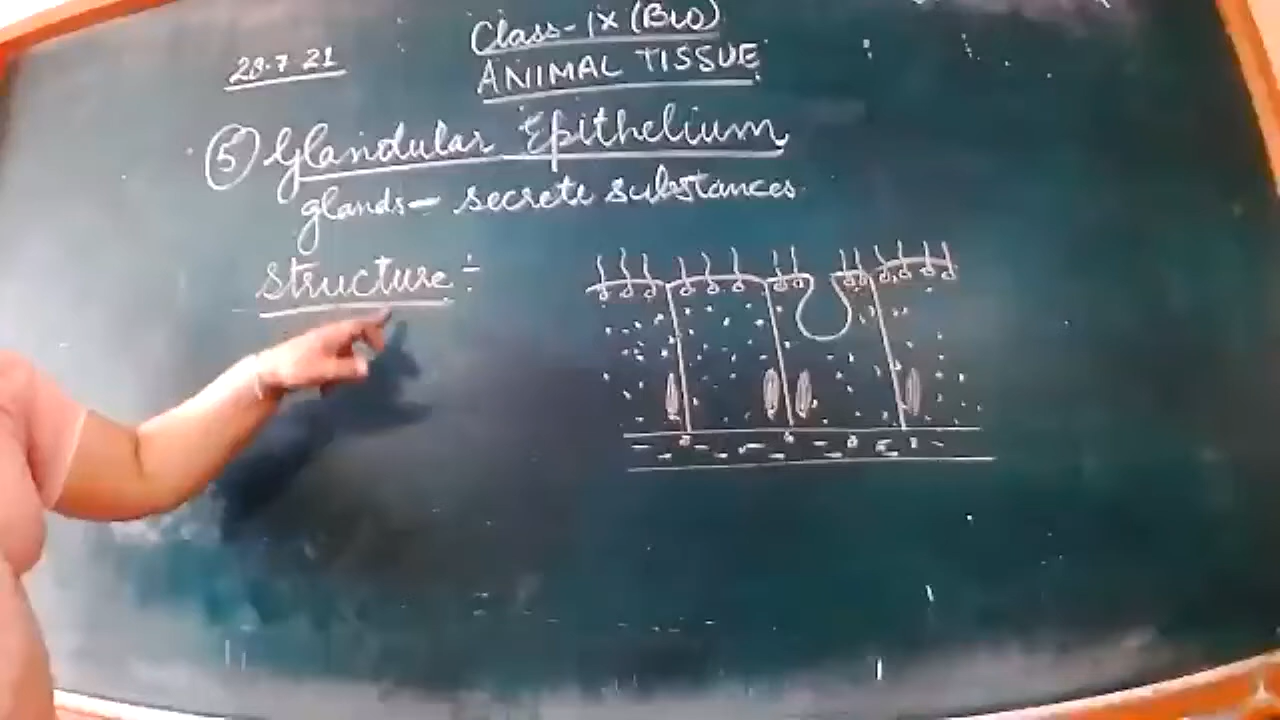 Class-IX (Bio)
28.7 21
ANIMAL TISSUE
⑤ Glandular Epithelium
glands- secrete substances
Structure:-